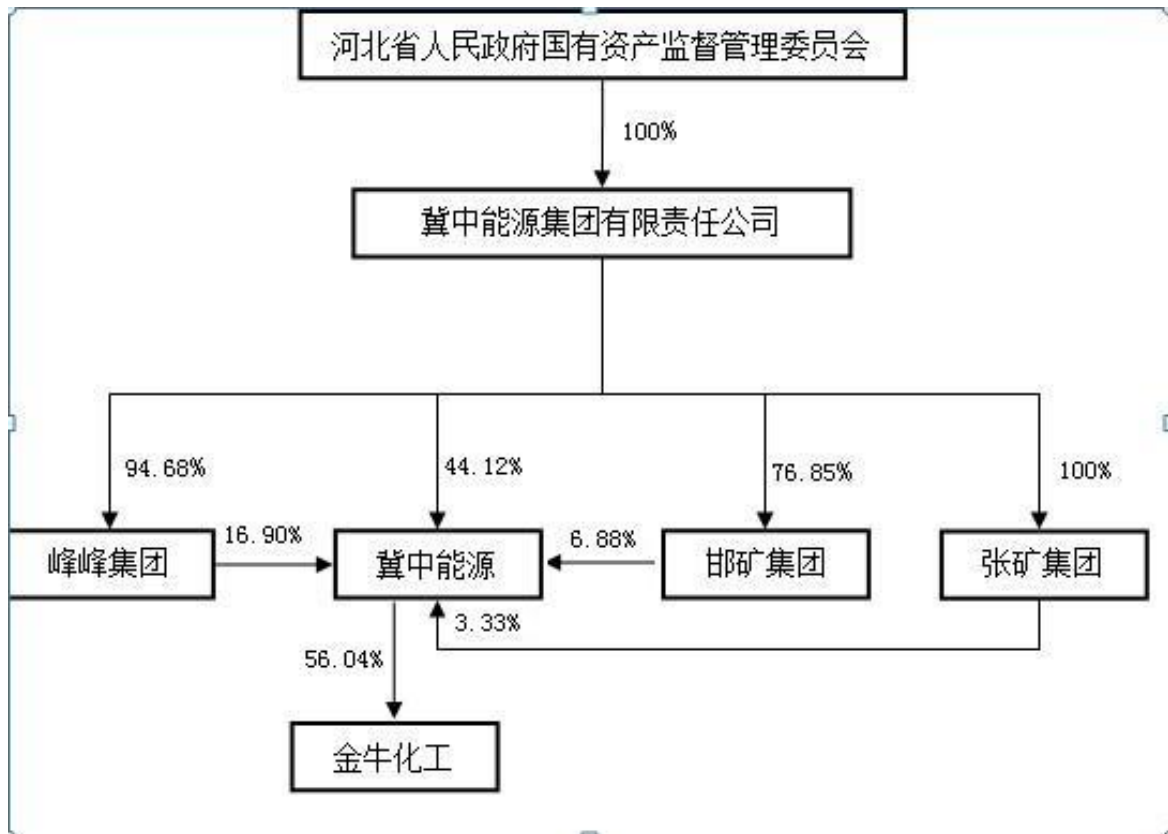 河北省人民政府国有资产监督管理委员会
100%
冀中能源集团有限责任公司
94.68%
44.12%
76.85%
100%
峰峰集团
16.90%
冀中能源
6.88%
邯矿集团
张矿集团
3.33%
56.04%
金牛化工